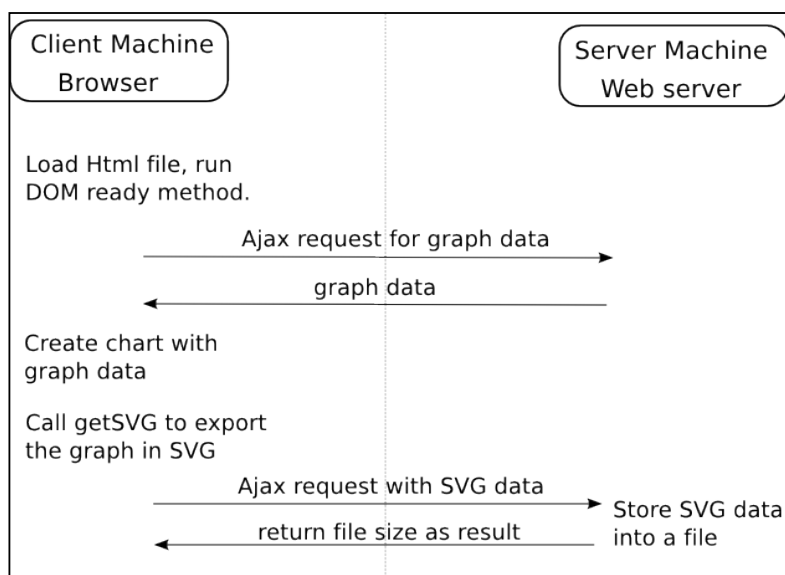 Client Machine
Browser
Server Machine
Web server
Load Html file, run
DOM ready method.
Ajax request for graph data
graph data
Create chart with
graph data
Call getSVG to export
the graph in SVG
Ajax request with SVG data
Store SVG data
into a file
return file size as result